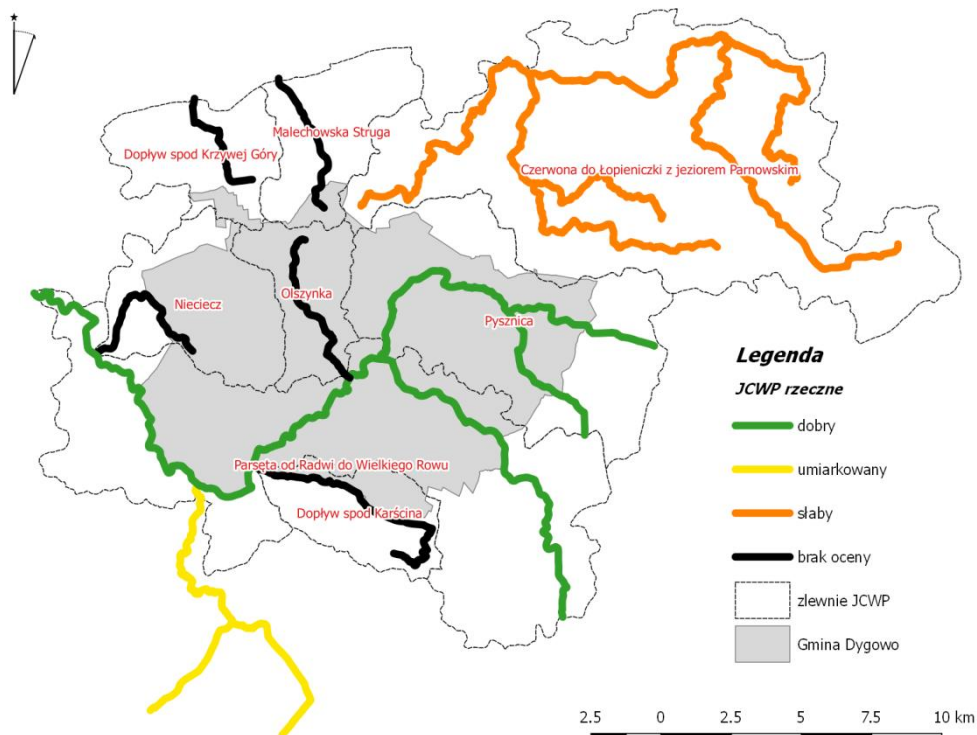 Malechowska Struga
Dopływ spod Krzywej Góry
Czerwona do Łopieniczki z jeziorem Parnowskim
Nieciecz
Olszynka
Pysznica
Parsęta od Radwi do Wielkiego Rowu
Dopływ spod Karścina
Legenda
JCWP rzeczne
dobry
umiarkowany
słaby
brak oceny
zlewnie JCWP
Gmina Dygowo
2.5 0 2.5 5 7.5 10 km